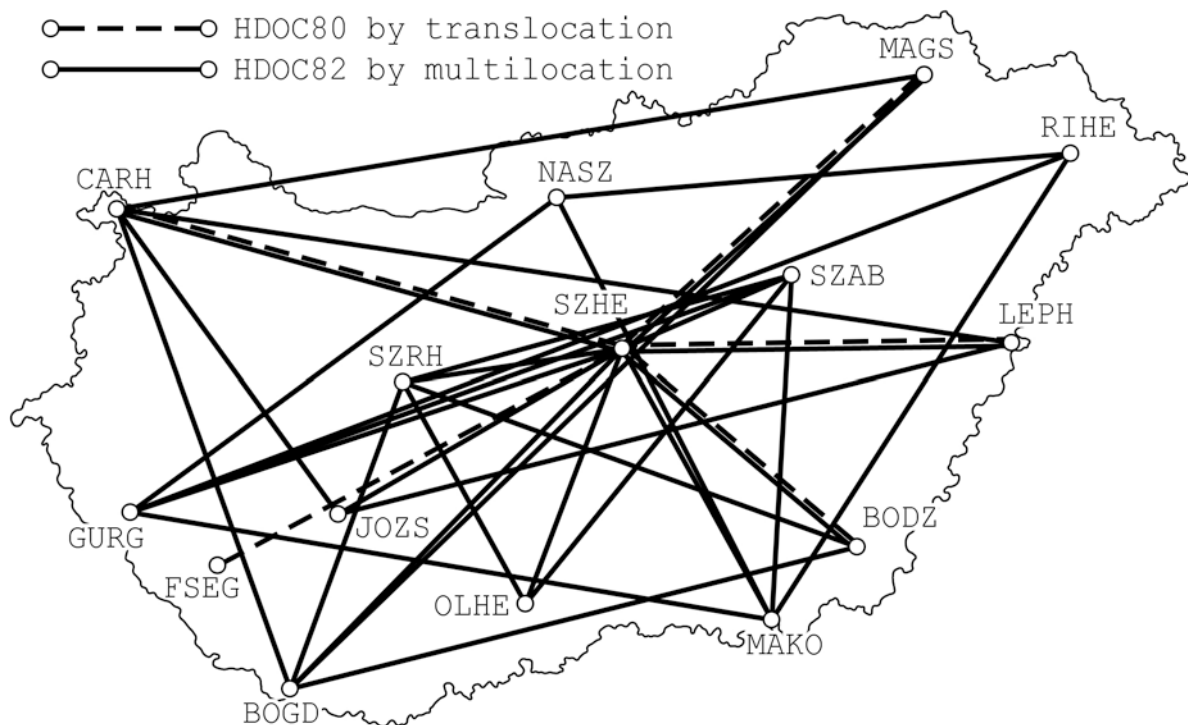 HDOC80 by translocation
HDOC82 by multilocation
MAGS
RIHE
NASZ
CARH
SZAB
SZHE
LEPH
SZRH
GURG
JOZS
BODZ
FSEG
OLHE
MAKO
BOGD